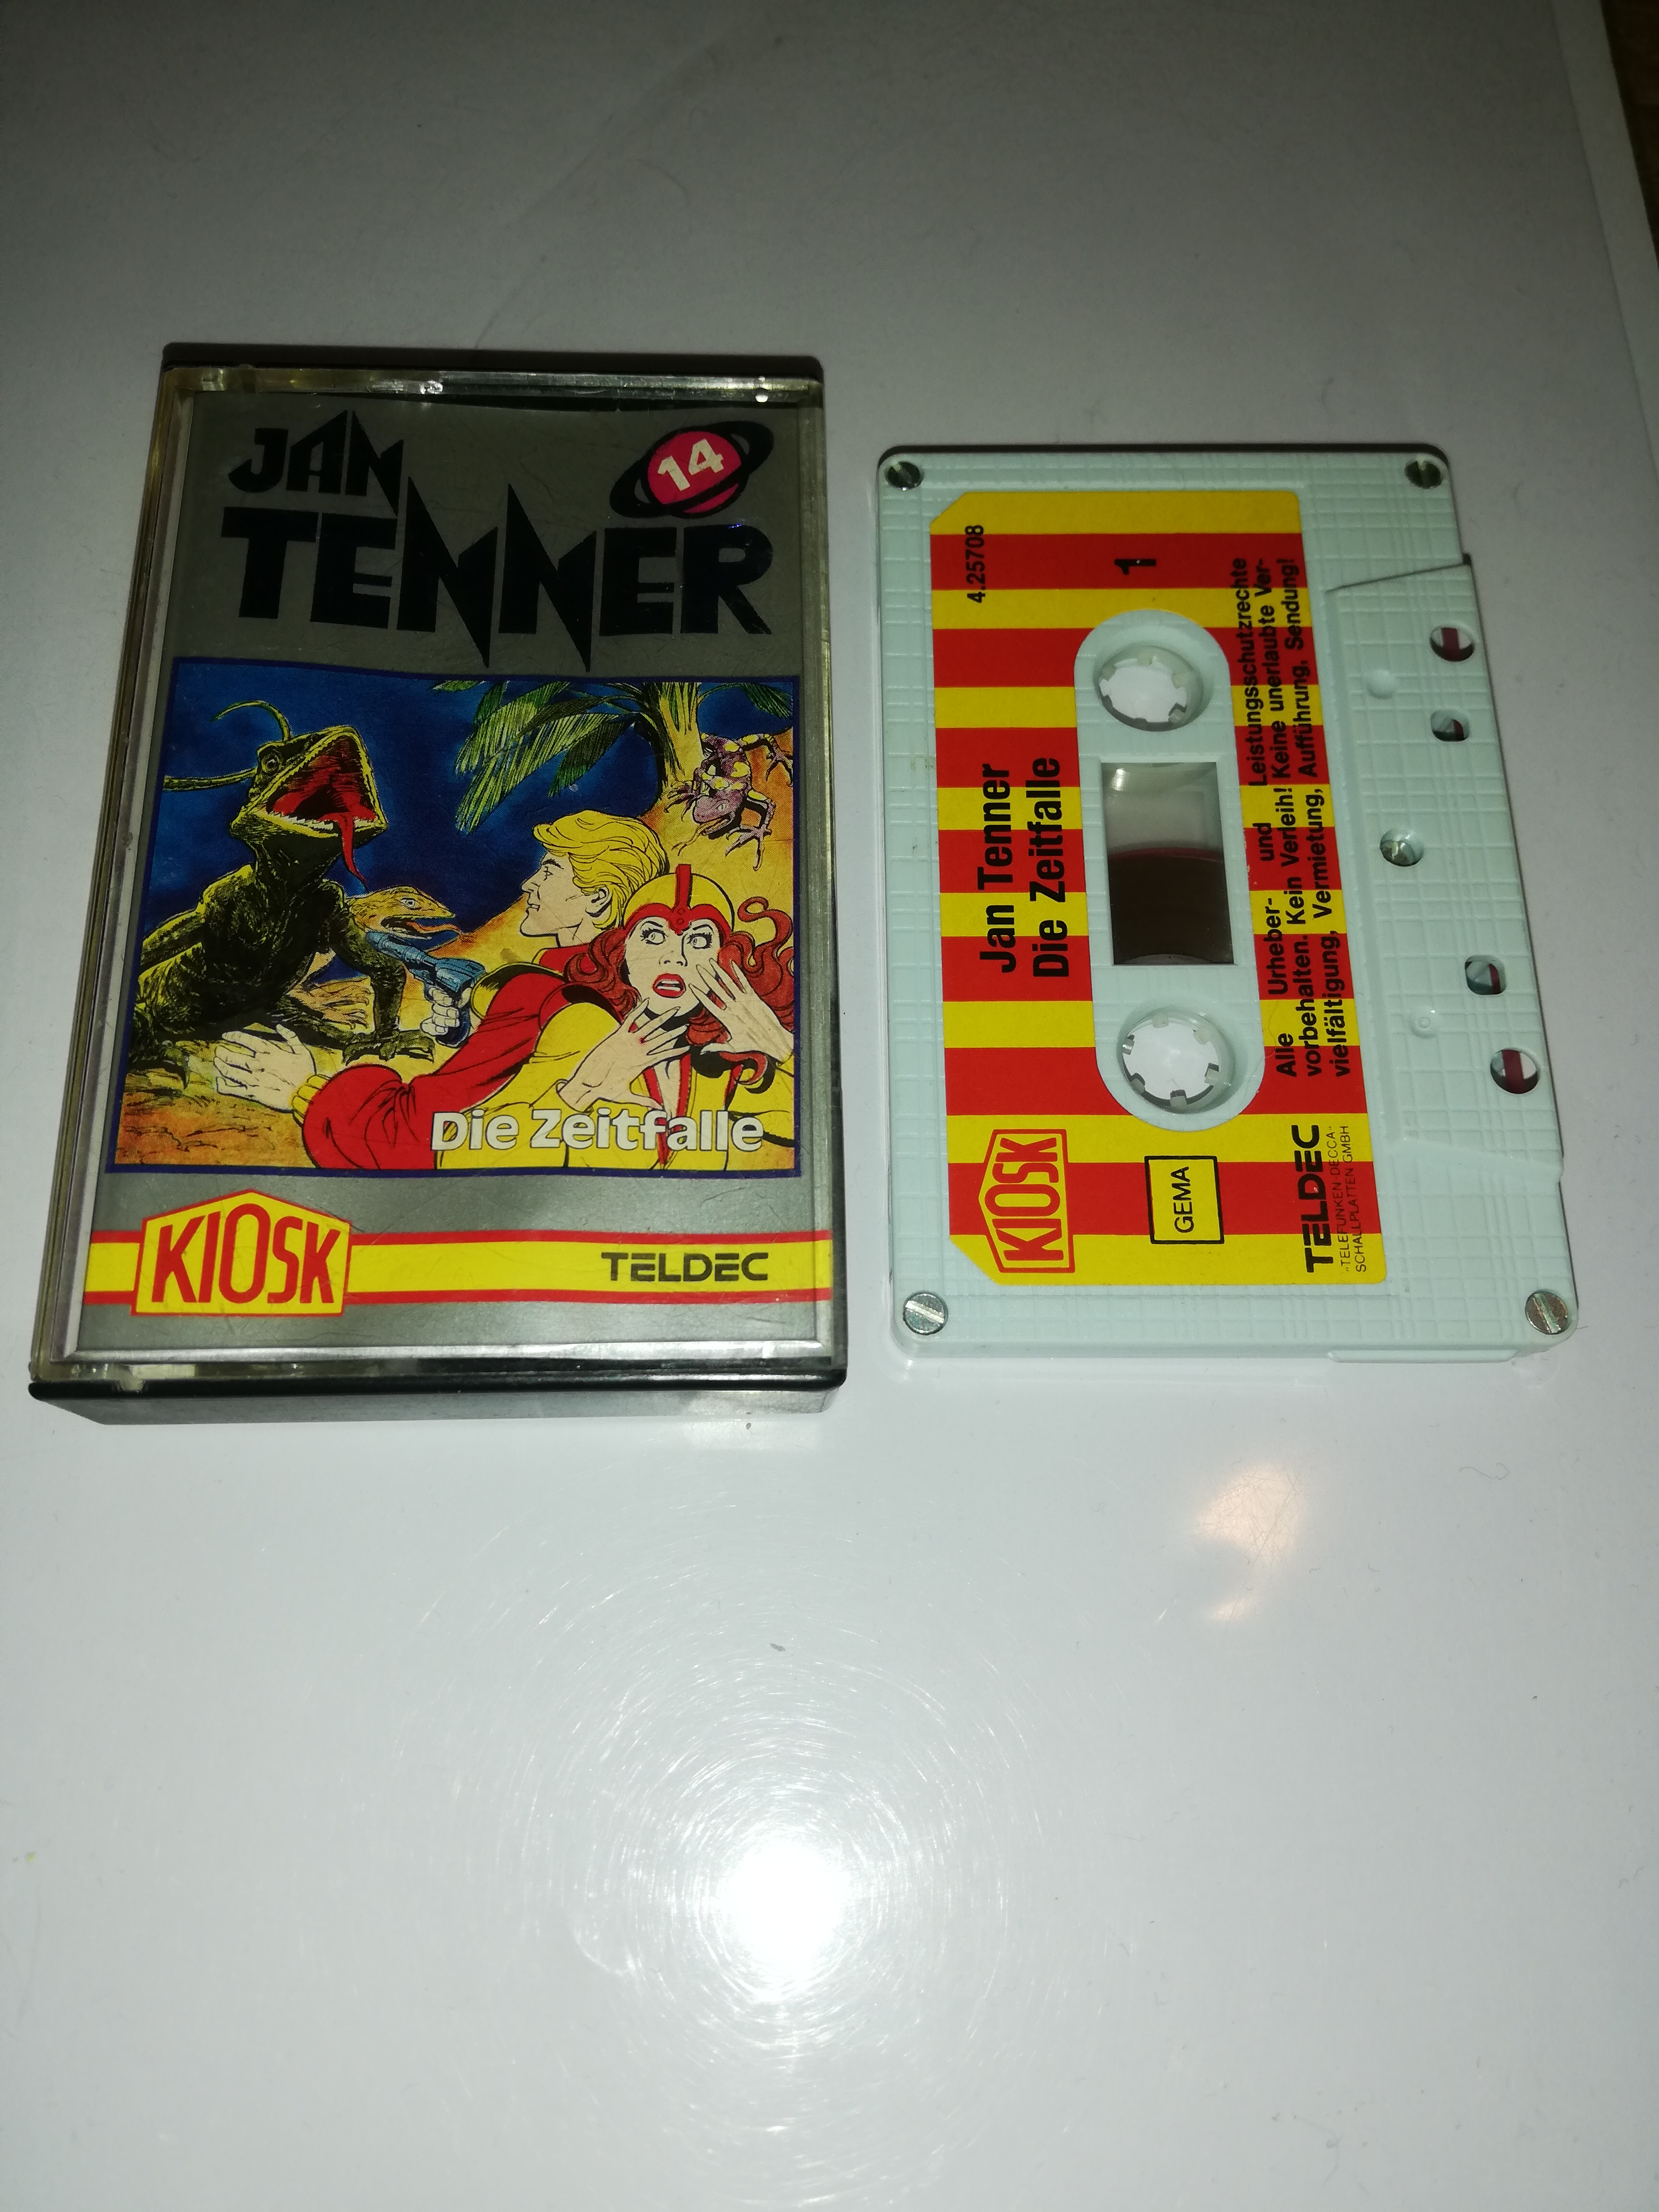 JAN
TENNER
14
Die Zeitfalle
KIOSK
TELDEC
4.25708
1
Jan Tenner
Die Zeitfalle
KIOSK
GEMA
Alle Urheber- und Leistungsschutzrechte
vorbehalten. Kein Verleih! Keine unerlaubte Ver-
vielfältigung, Vermietung, Aufführung, Sendung!
TELDEC
"TELEFUNKEN-DECCA"
SCHALLPLATTEN GMBH